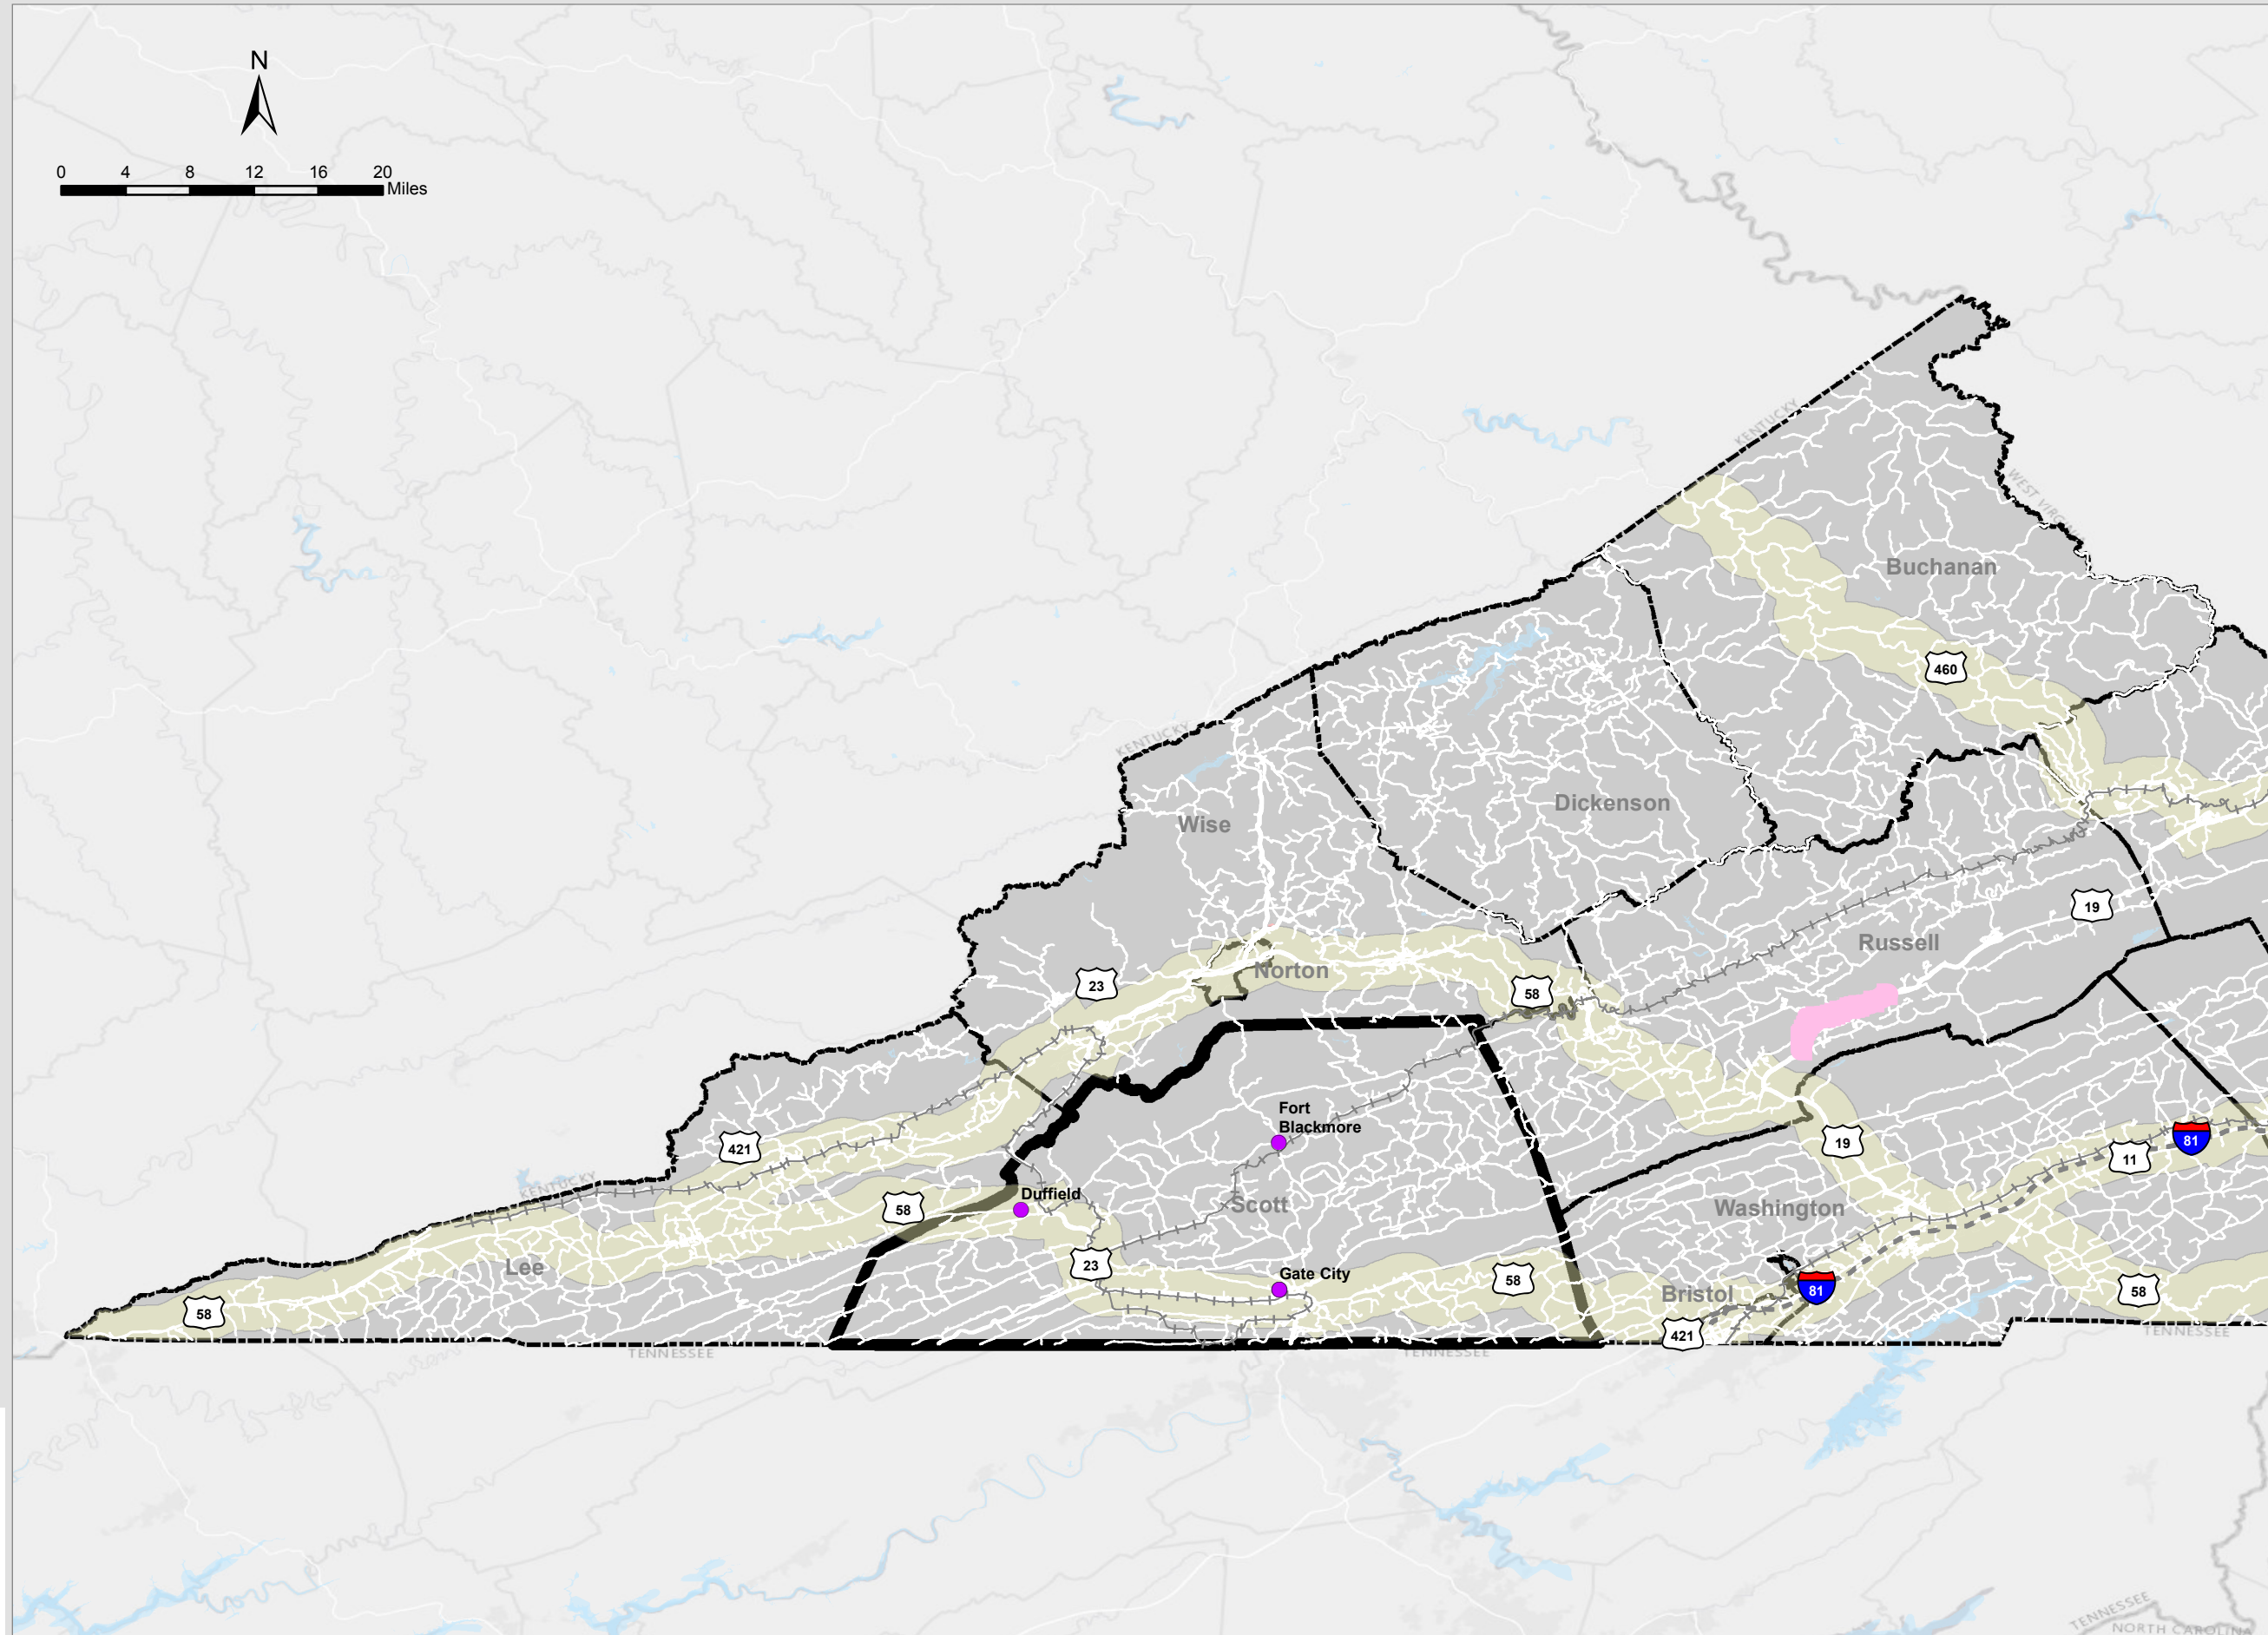 N
0 4 8 12 16 20
Miles
KENTUCKY
WEST VIRGINIA
Buchanan
460
KENTUCKY
Dickenson
Wise
19
Russell
Norton
23
58
Fort
Blackmore
421
19
81
11
KENTUCKY
Duffield
58
Scott
Washington
23
Lee
Gate City
58
Bristol
81
58
58
421
TENNESSEE
TENNESSEE
TENNESSEE
TENNESSEE
NORTH CAROLINA